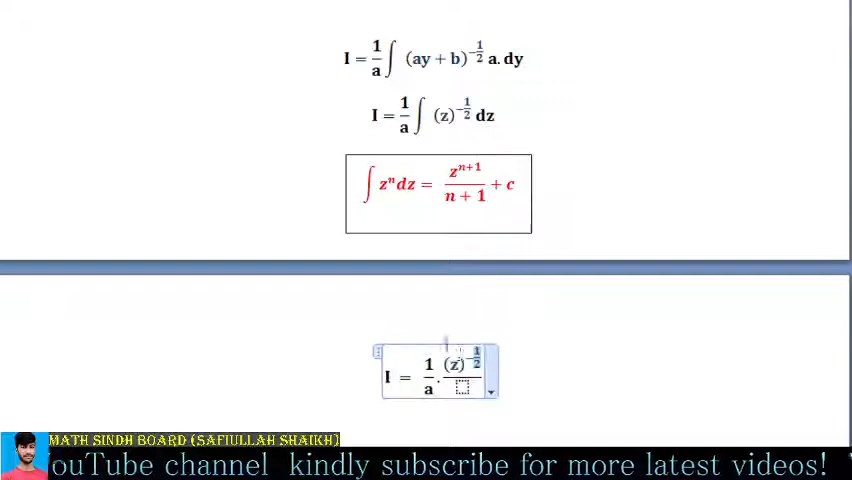 I = 1/a ∫ (ay + b)^(-1/2) a.dy
I = 1/a ∫ (z)^(-1/2) dz
∫ z^n dz = z^(n+1)/(n + 1) + c
I = 1/a . (z)^(-1/2)
MATH SINDH BOARD (SAFIULLAH SHAIKH)
YouTube channel kindly subscribe for more latest videos!